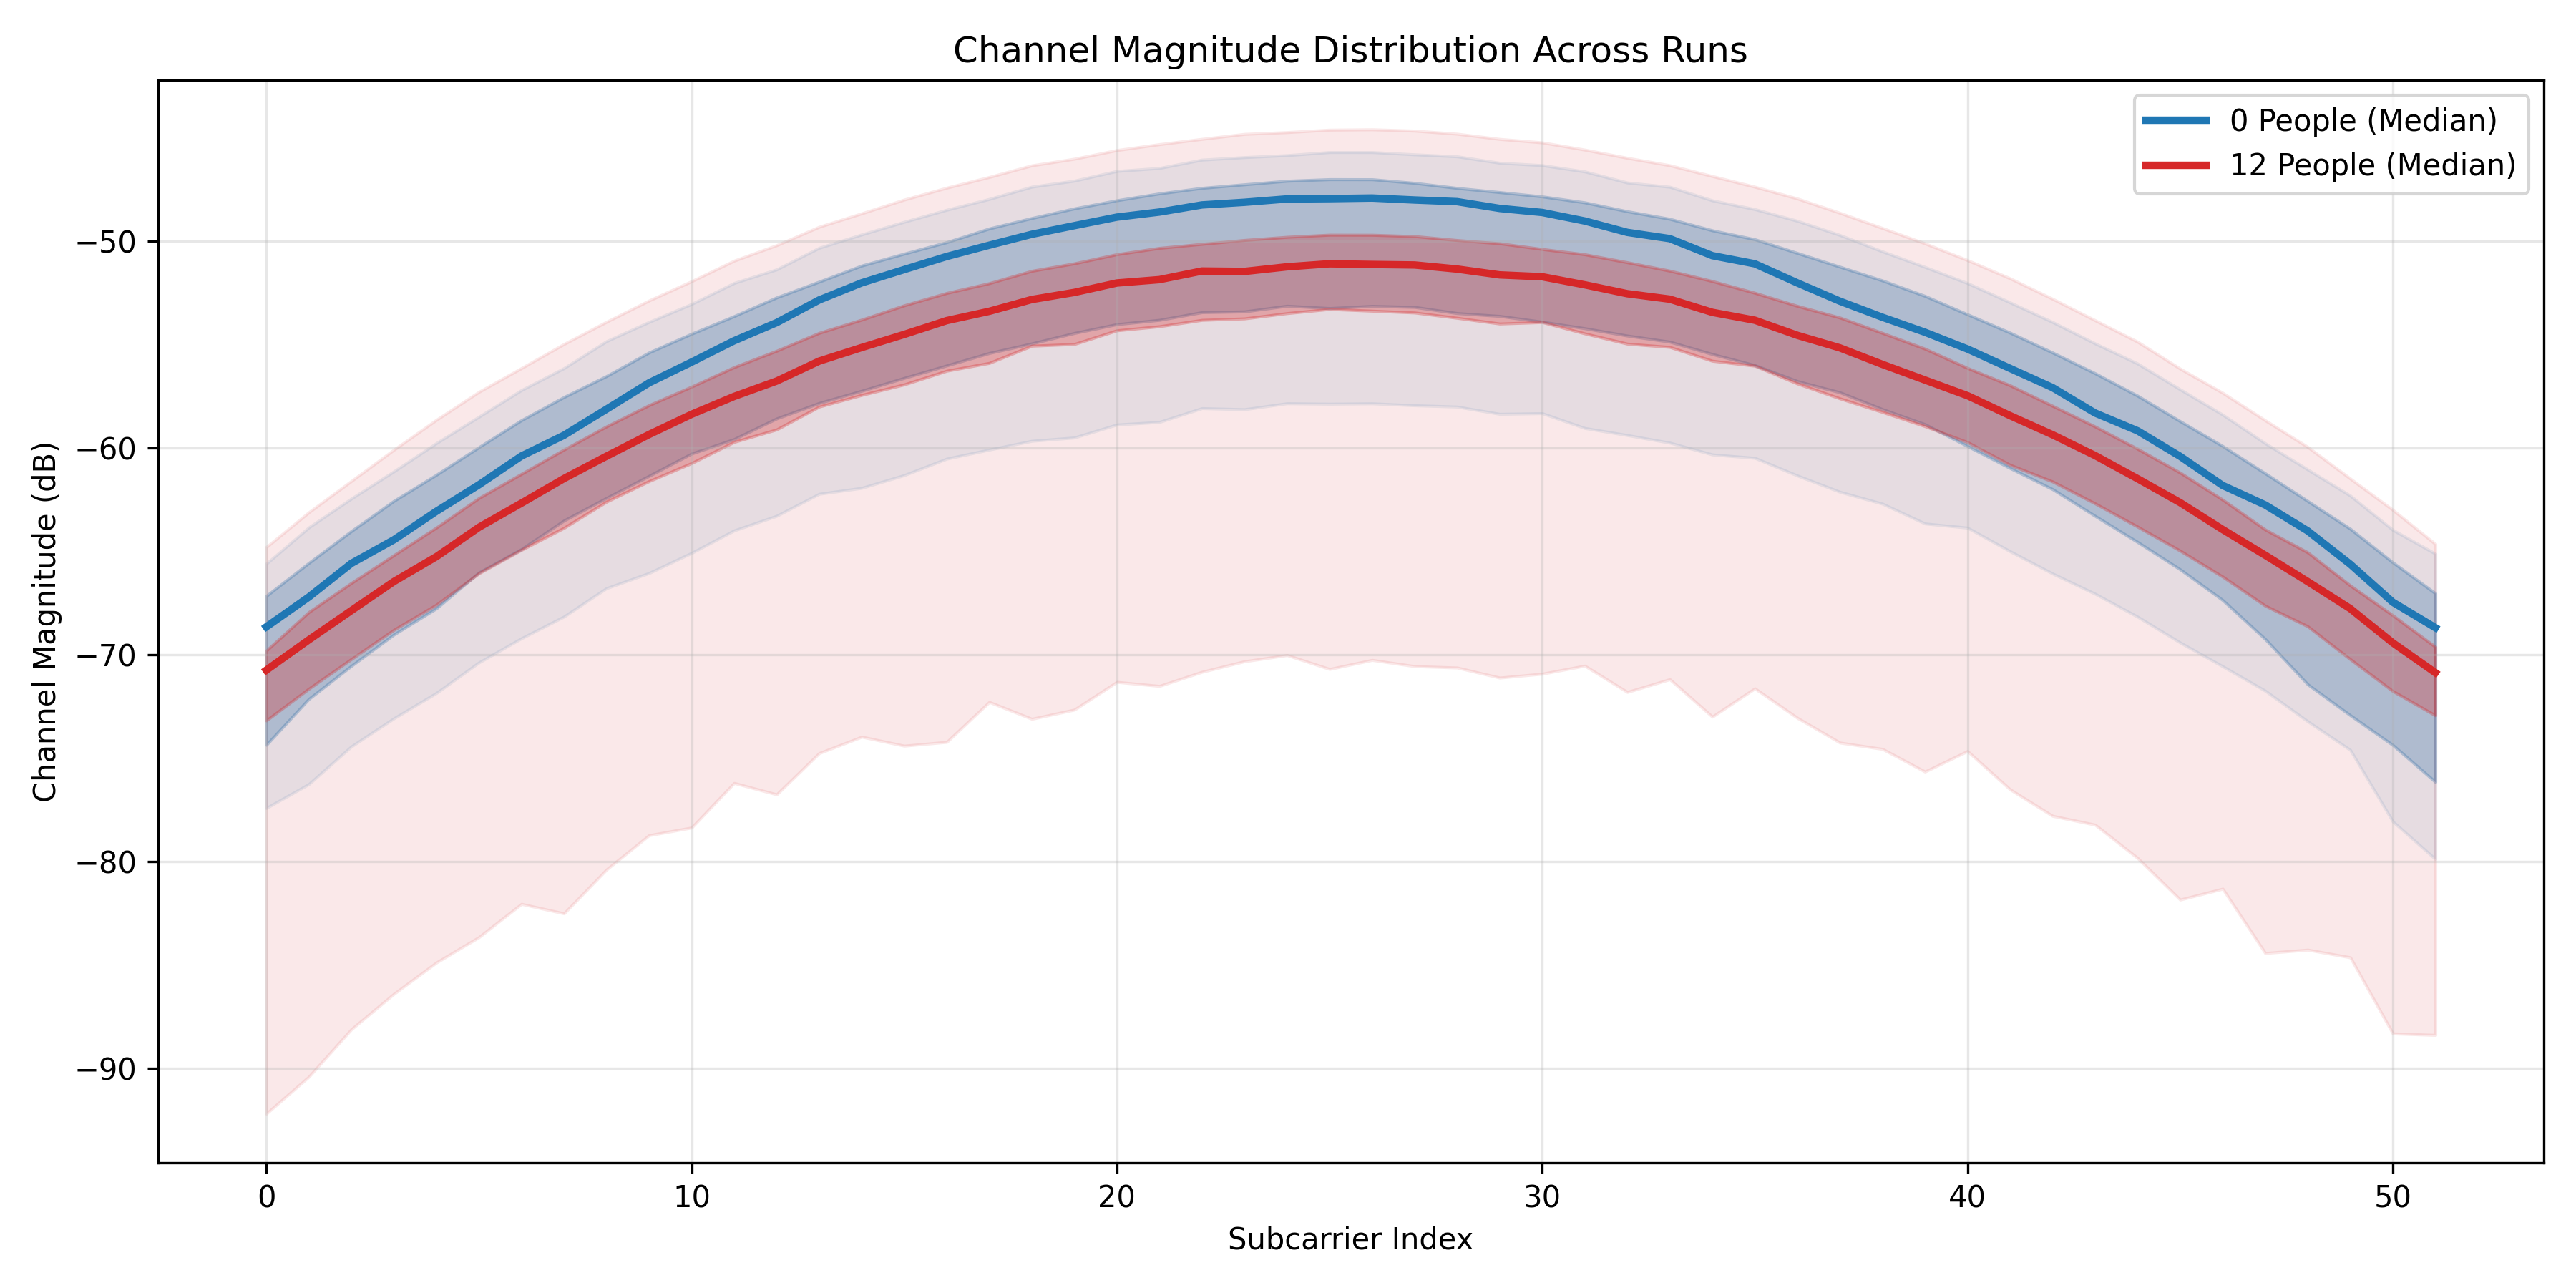 Channel Magnitude Distribution Across Runs
0 People (Median)
12 People (Median)
Channel Magnitude (dB)
−50
−60
−70
−80
−90
0 10 20 30 40 50
Subcarrier Index